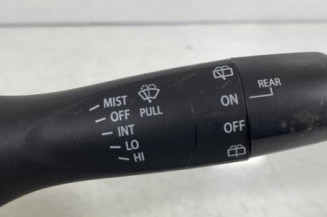 MIST
OFF
PULL
INT
LO
HI
ON
OFF
REAR